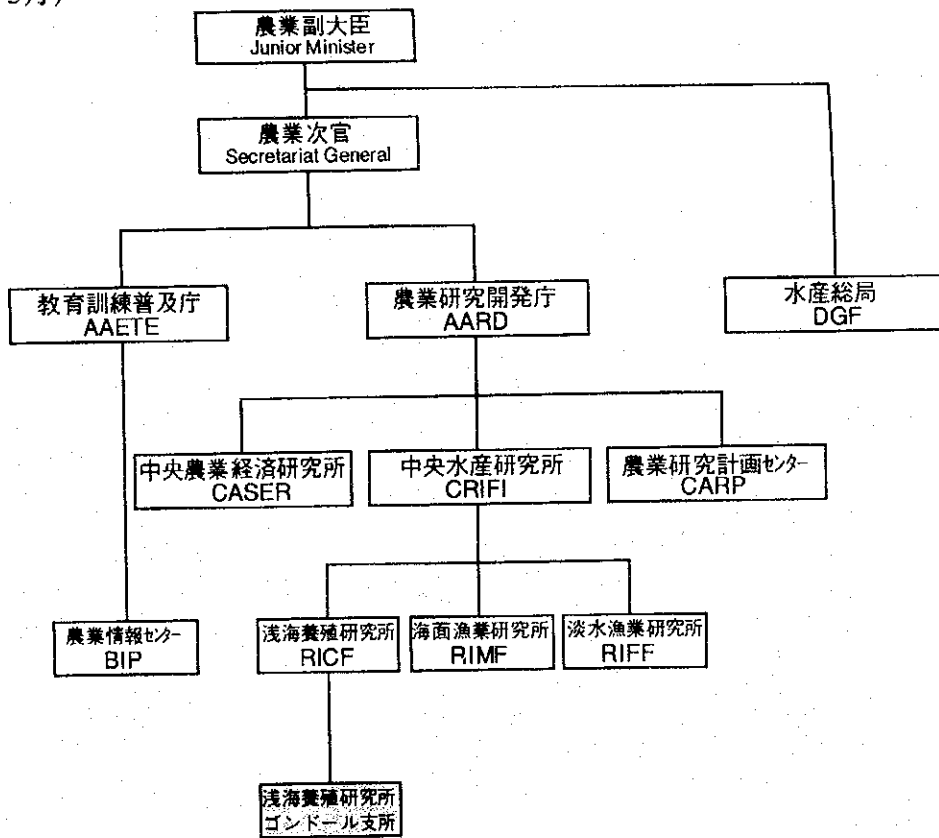 農業副大臣
Junior Minister
農業次官
Secretariat General
教育訓練普及庁
AAETE
農業研究開発庁
AARD
水産総局
DGF
中央農業経済研究所
CASER
中央水産研究所
CRIFI
農業研究計画センター
CARP
農業情報センター
BIP
浅海養殖研究所
RICF
海面漁業研究所
RIMF
淡水漁業研究所
RIFF
浅海養殖研究所
ゴンドール支所